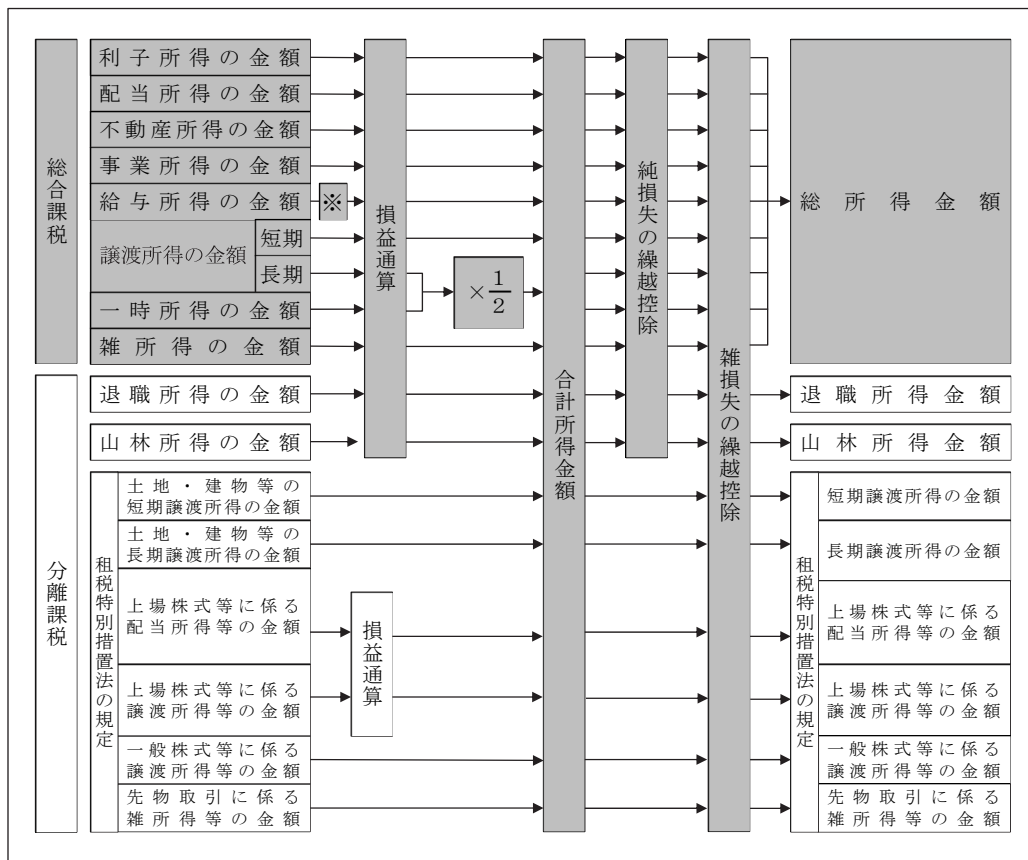 総合課税
利子所得の金額
配当所得の金額
不動産所得の金額
事業所得の金額
給与所得の金額
※
譲渡所得の金額
短期
長期
一時所得の金額
雑所得の金額
損益通算
×1/2
合計所得金額
純損失の繰越控除
雑損失の繰越控除
総所得金額
分離課税
退職所得の金額
山林所得の金額
退職所得金額
山林所得金額
租税特別措置法の規定
土地・建物等の
短期譲渡所得の金額
土地・建物等の
長期譲渡所得の金額
上場株式等に係る
配当所得等の金額
上場株式等に係る
譲渡所得等の金額
一般株式等に係る
譲渡所得等の金額
先物取引に係る
雑所得等の金額
損益通算
租税特別措置法の規定
短期譲渡所得の金額
長期譲渡所得の金額
上場株式等に係る
配当所得等の金額
上場株式等に係る
譲渡所得等の金額
一般株式等に係る
譲渡所得等の金額
先物取引に係る
雑所得等の金額